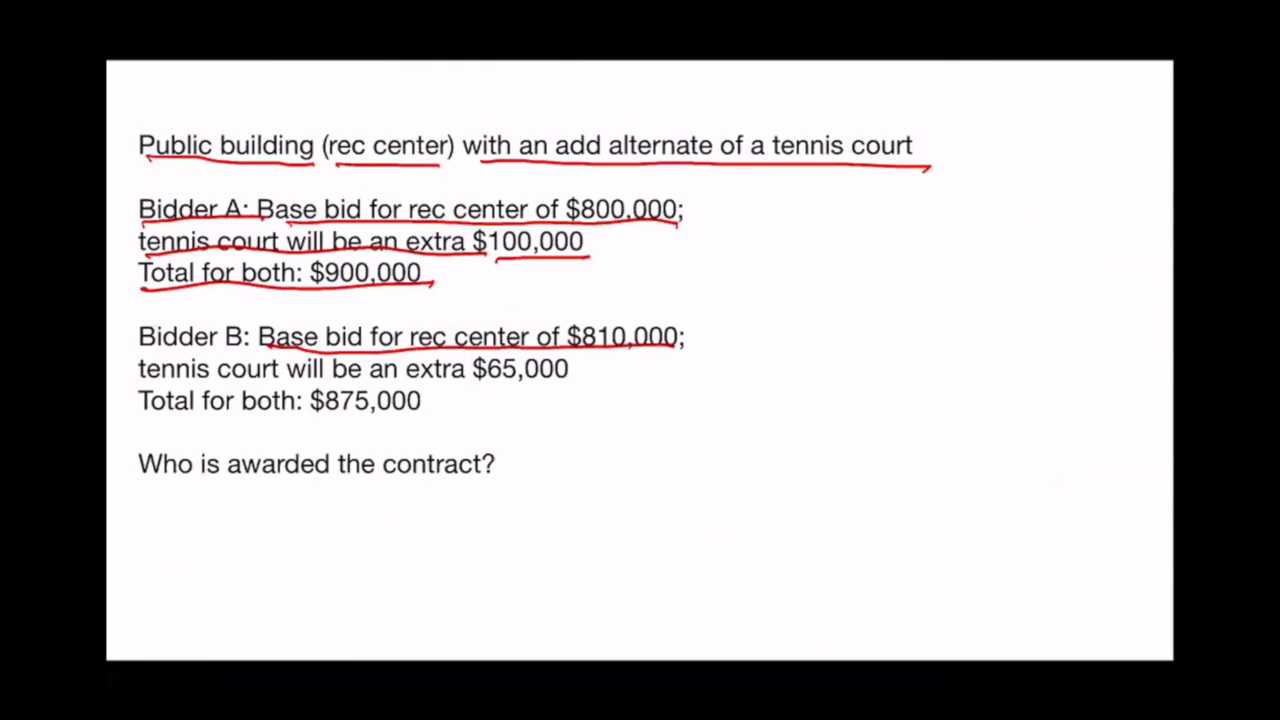 Public building (rec center) with an add alternate of a tennis court
Bidder A: Base bid for rec center of $800,000;
tennis court will be an extra $100,000
Total for both: $900,000
Bidder B: Base bid for rec center of $810,000;
tennis court will be an extra $65,000
Total for both: $875,000
Who is awarded the contract?